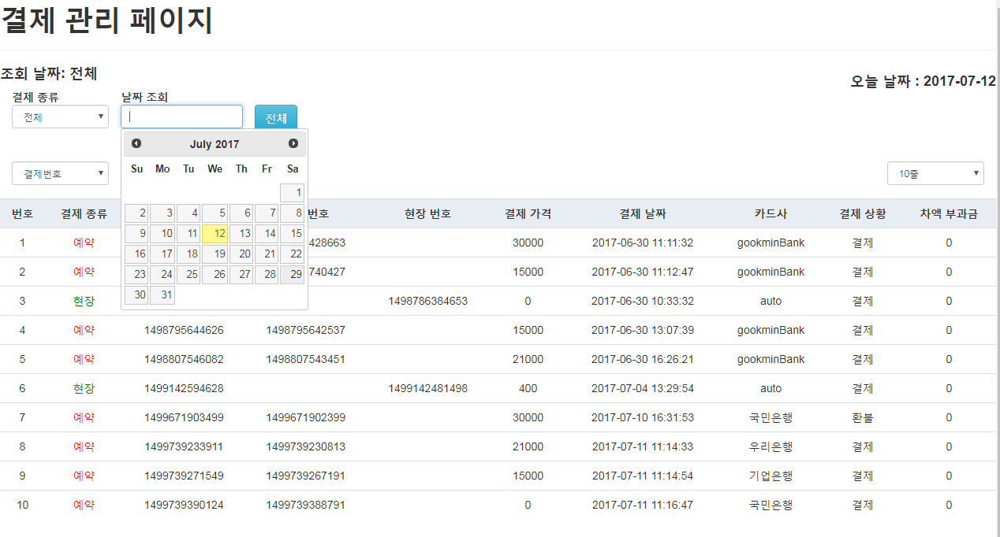 결제 관리 페이지
조회 날짜: 전체
오늘 날짜 : 2017-07-12
결제 종류 날짜 조회
전체 전체
July 2017
Su Mo Tu We Th Fr Sa
1
2 3 4 5 6 7 8
9 10 11 12 13 14 15
16 17 18 19 20 21 22
23 24 25 26 27 28 29
30 31
결제번호 10줄
번호 결제 종류 번호 현장 번호 결제 가격 결제 날짜 카드사 결제 상황 차액 부과금
1 예약 428663 30000 2017-06-30 11:11:32 gookminBank 결제 0
2 예약 740427 15000 2017-06-30 11:12:47 gookminBank 결제 0
3 현장 1498786384653 0 2017-06-30 10:33:32 auto 결제 0
4 예약 1498795644626 1498795642537 15000 2017-06-30 13:07:39 gookminBank 결제 0
5 예약 1498807546082 1498807543451 21000 2017-06-30 16:26:21 gookminBank 결제 0
6 현장 1499142594628 1499142481498 400 2017-07-04 13:29:54 auto 결제 0
7 예약 1499671903499 1499671902399 30000 2017-07-10 16:31:53 국민은행 환불 0
8 예약 1499739233911 1499739230813 21000 2017-07-11 11:14:33 우리은행 결제 0
9 예약 1499739271549 1499739267191 15000 2017-07-11 11:14:54 기업은행 결제 0
10 예약 1499739390124 1499739388791 0 2017-07-11 11:16:47 국민은행 결제 0